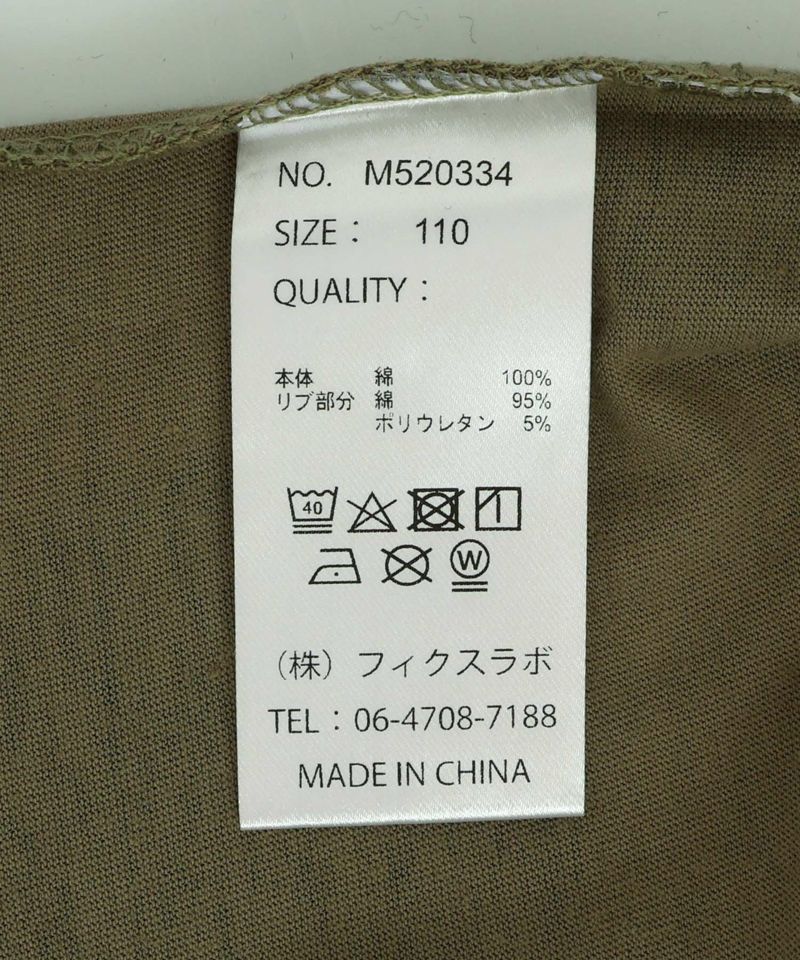 NO. M520334
SIZE： 110
QUALITY：
本体 綿 100%
リブ部分 綿 95%
ポリウレタン 5%
40
W
（株）フィクスラボ
TEL：06-4708-7188
MADE IN CHINA